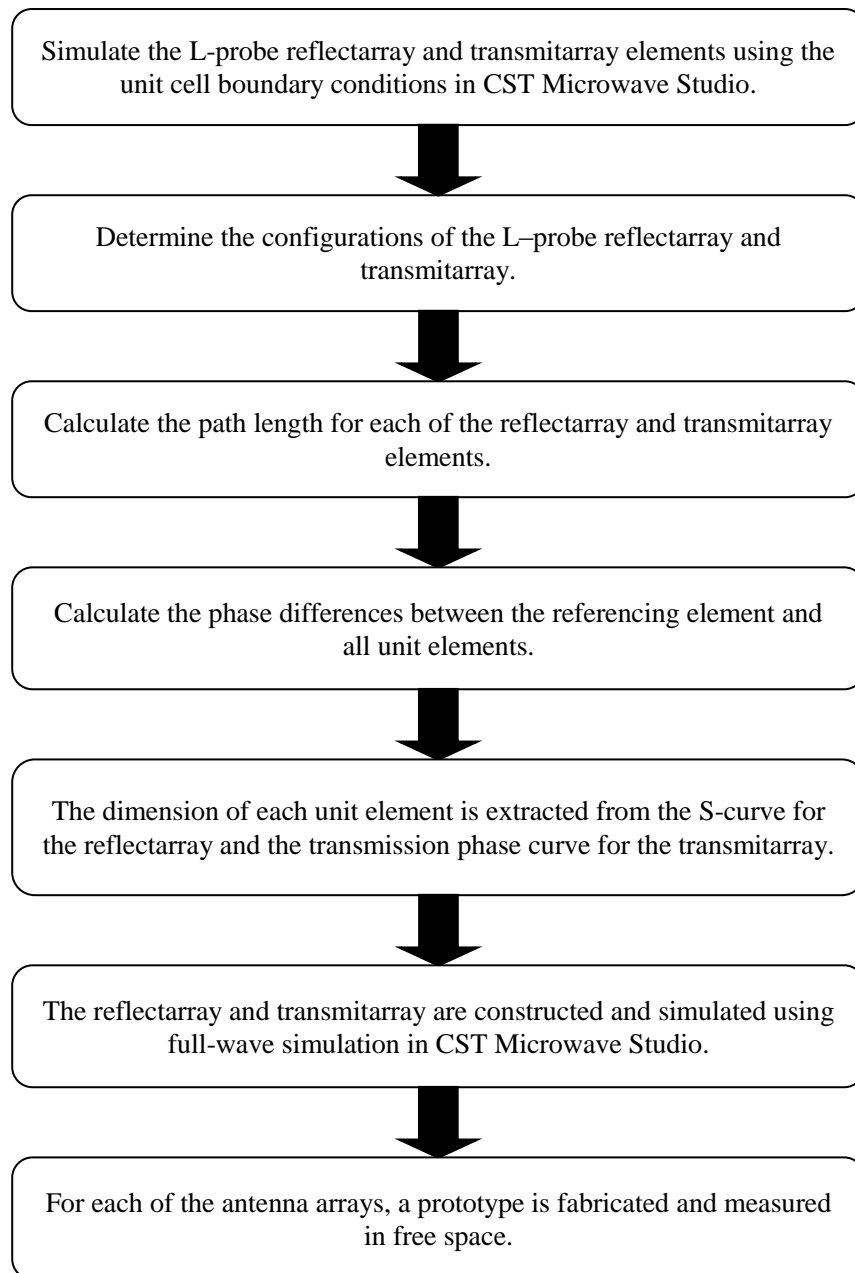 Simulate the L-probe reflectarray and transmitarray elements using the
unit cell boundary conditions in CST Microwave Studio.
Determine the configurations of the L–probe reflectarray and
transmitarray.
Calculate the path length for each of the reflectarray and transmitarray
elements.
Calculate the phase differences between the referencing element and
all unit elements.
The dimension of each unit element is extracted from the S-curve for
the reflectarray and the transmission phase curve for the transmitarray.
The reflectarray and transmitarray are constructed and simulated using
full-wave simulation in CST Microwave Studio.
For each of the antenna arrays, a prototype is fabricated and measured
in free space.